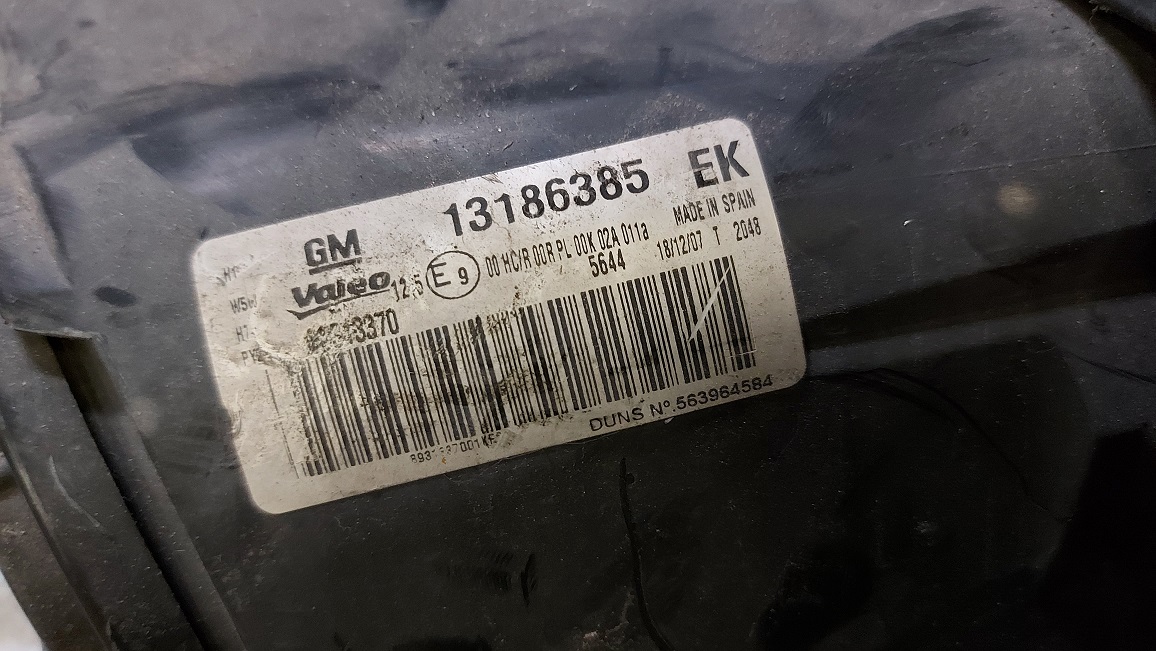 13186385 EK
GM
MADE IN SPAIN
Valeo 12.5 E9 00 HC/R 00R PL 00K 02A 011a
5644 18/12/07 T 2048
DUNS Nº.563964584